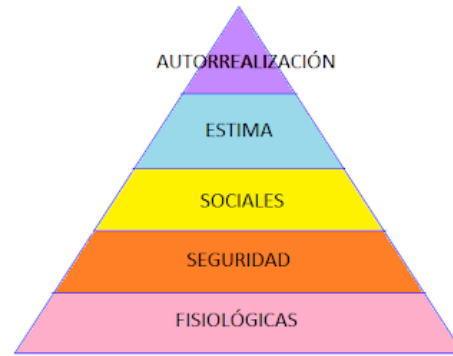 AUTORREALIZACIÓN
ESTIMA
SOCIALES
SEGURIDAD
FISIOLÓGICAS